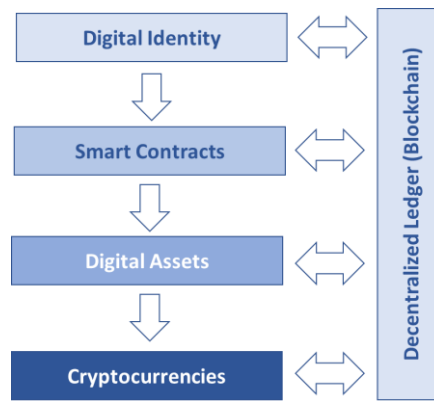 Digital Identity
Smart Contracts
Digital Assets
Cryptocurrencies
Decentralized Ledger (Blockchain)